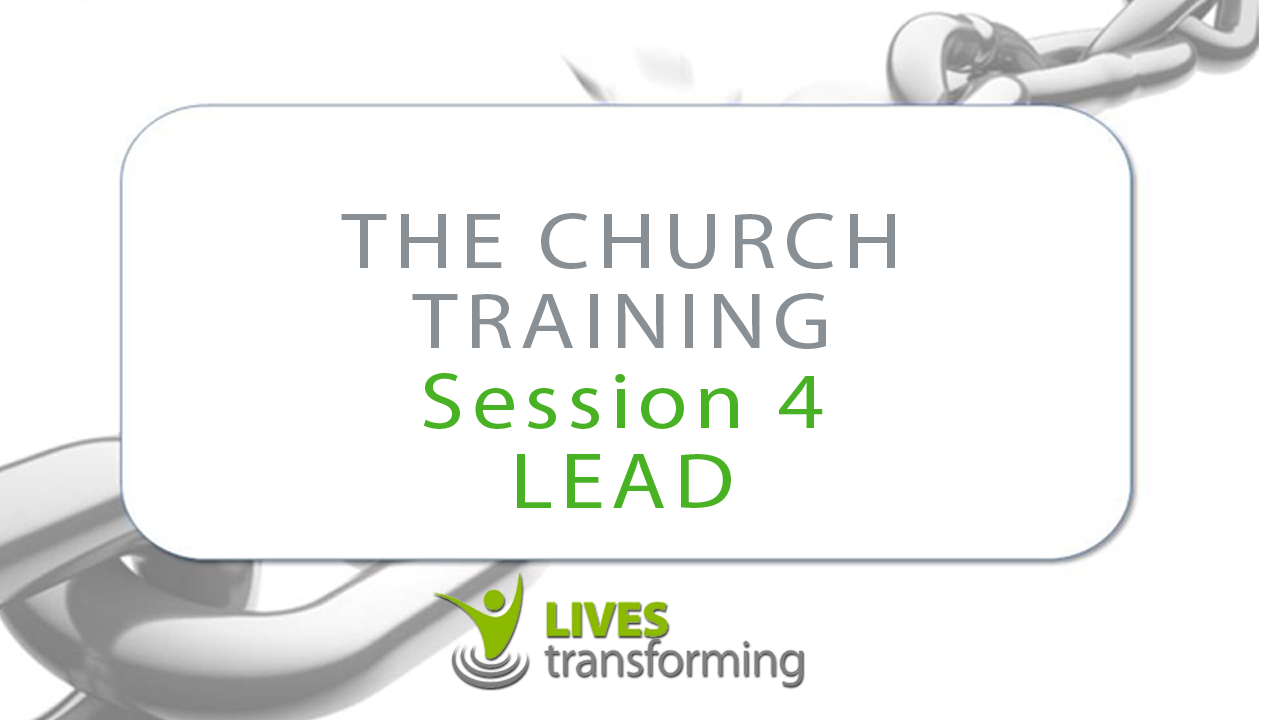 THE CHURCH
TRAINING
Session 4
LEAD
LIVES
transforming